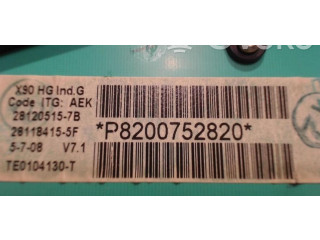 X90 HG Ind.G
Code ITG: AEK
28120515-7B
28118415-5F
5-7-08 V7.1
TE0104130-T
*P8200752820*